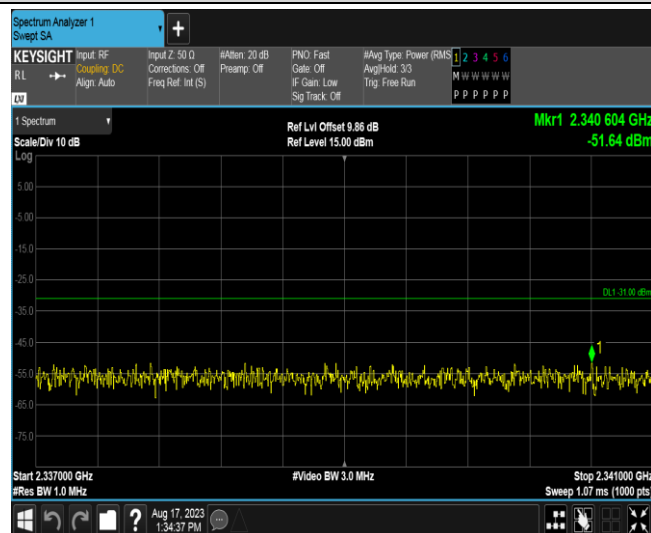 Spectrum Analyzer 1
Swept SA
+
KEYSIGHT
RL
LXI
Input: RF
Coupling: DC
Align: Auto
Input Z: 50 Ω
Corrections: Off
Freq Ref: Int (S)
#Atten: 20 dB
Preamp: Off
PNO: Fast
Gate: Off
IF Gain: Low
Sig Track: Off
#Avg Type: Power (RMS
Avg|Hold: 3/3
Trig: Free Run
1 2 3 4 5 6
M W W W W W
P P P P P P
1 Spectrum
Scale/Div 10 dB
Log
Ref Lvl Offset 9.86 dB
Ref Level 15.00 dBm
Mkr1 2.340 604 GHz
-51.64 dBm
5.00
-5.00
-15.0
-25.0
DL1 -31.00 dBm
-35.0
-45.0
1
-55.0
-65.0
-75.0
Start 2.337000 GHz
#Res BW 1.0 MHz
#Video BW 3.0 MHz
Stop 2.341000 GHz
Sweep 1.07 ms (1000 pts)
?
Aug 17, 2023
1:34:37 PM